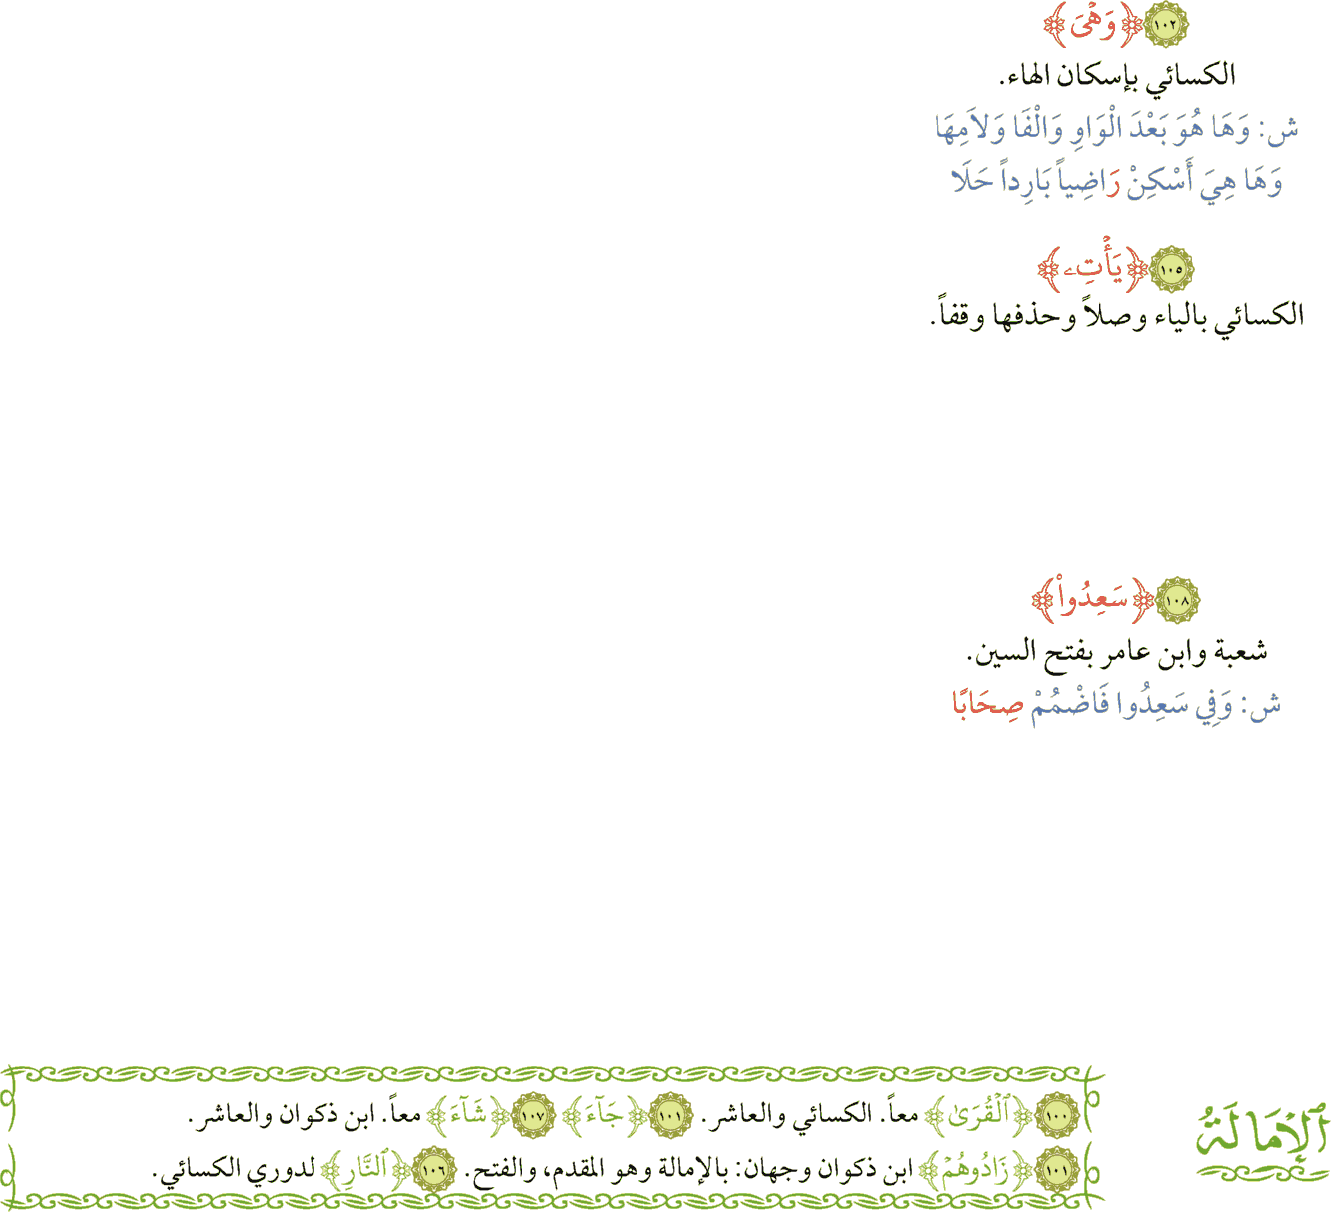 ١٠٢ ﴿وَهْىَ﴾
الكسائي بإسكان الهاء.
ش: وَهَا هُوَ بَعْدَ الْوَاوِ وَالْفَا وَلاَمِهَا
وَهَا هِيَ أَسْكِنْ رَاضِياً بَارِداً حَلَا
١٠٥ ﴿يَأْتِۦ﴾
الكسائي بالياء وصلاً وحذفها وقفاً.
١٠٨ ﴿سَعِدُواْ﴾
شعبة وابن عامر بفتح السين.
ش: وَفِي سَعِدُوا فَاضْمُمْ صِحَابًا
ٱلْإِمَالَةُ
١٠٠ ﴿ٱلْقُرَىٰ﴾ معاً. الكسائي والعاشر. ١٠١ ﴿جَآءَ﴾ ١٠٧ ﴿شَآءَ﴾ معاً. ابن ذكوان والعاشر.
١٠١ ﴿زَادُوهُمْ﴾ ابن ذكوان وجهان: بالإمالة وهو المقدم، والفتح. ١٠٦ ﴿ٱلنَّارِ﴾ لدوري الكسائي.